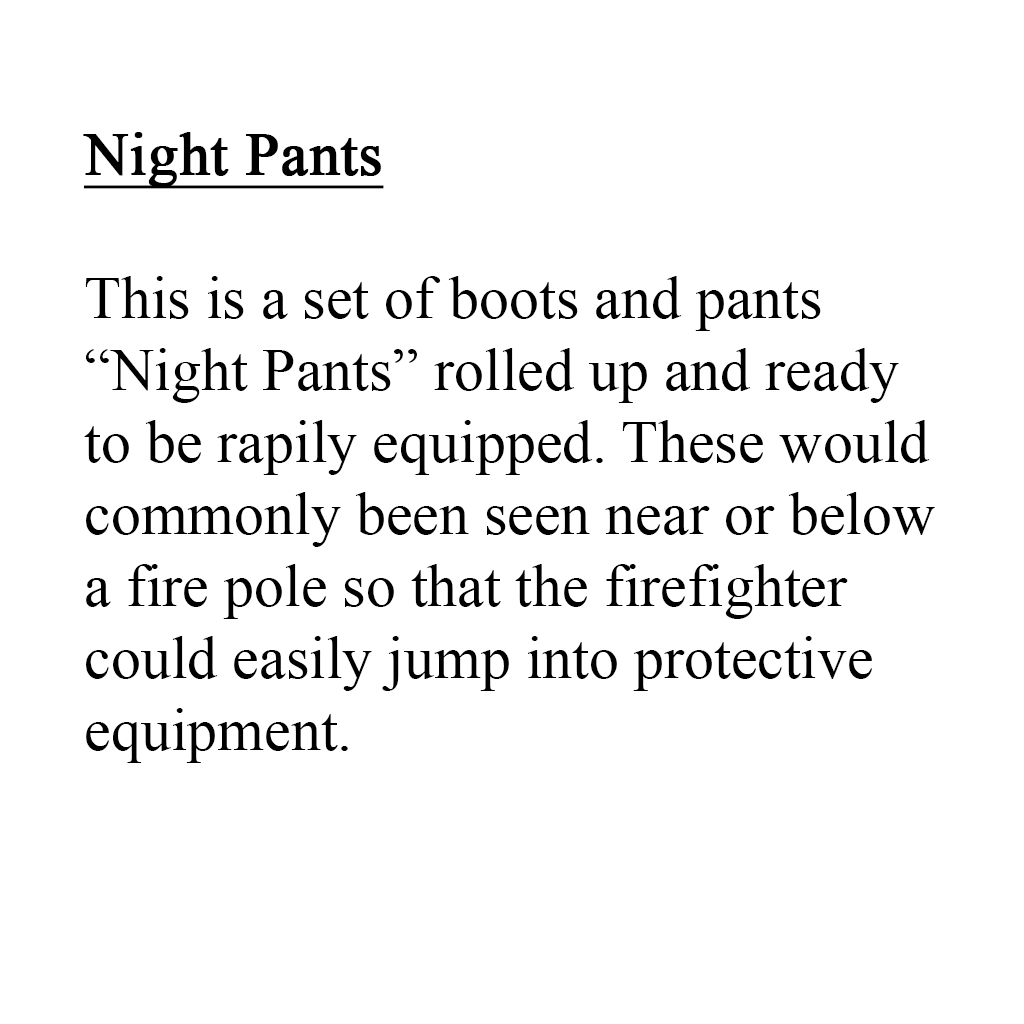 Night Pants
This is a set of boots and pants
“Night Pants” rolled up and ready
to be rapily equipped. These would
commonly been seen near or below
a fire pole so that the firefighter
could easily jump into protective
equipment.